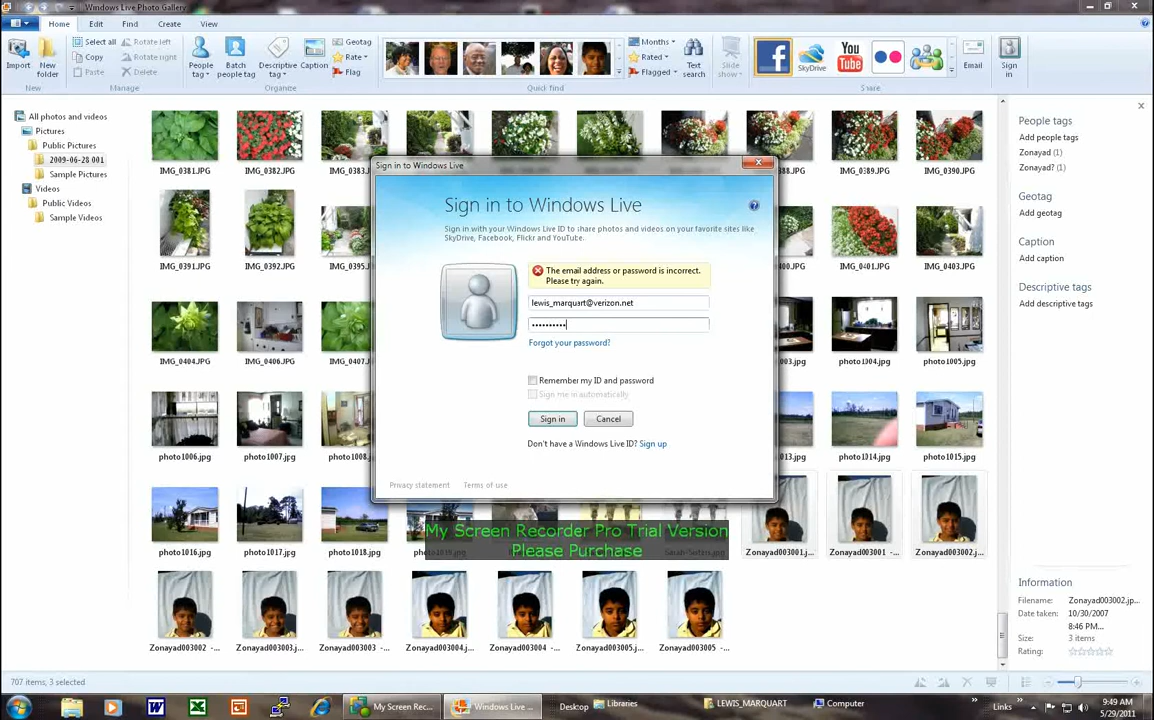 Windows Live Photo Gallery
Home Edit Find Create View
Import
New folder
Select all
Copy
Paste
Rotate left
Rotate right
Delete
People tag
Batch people tag
Descriptive tag
Caption
Geotag
Rate
Flag
Months
Rated
Flagged
Text search
Slide show
SkyDrive
You Tube
Email
Sign in
New Manage Organize Quick find Share
All photos and videos
Pictures
Public Pictures
2009-06-28 001
Sample Pictures
Videos
Public Videos
Sample Videos
IMG_0381.JPG IMG_0382.JPG IMG_0389.JPG IMG_0390.JPG
IMG_0391.JPG IMG_0392.JPG IMG_0401.JPG IMG_0403.JPG
IMG_0404.JPG IMG_0406.JPG photo1004.jpg photo1005.jpg
photo1006.jpg photo1007.jpg photo1014.jpg photo1015.jpg
photo1016.jpg photo1017.jpg photo1018.jpg Zonayad003001.j... Zonayad003001 -... Zonayad003002.j...
Zonayad003002 -... Zonayad003003.j... Zonayad003003 -... Zonayad003004.j... Zonayad003004 -... Zonayad003005.j... Zonayad003005 -...
Sign in to Windows Live
Sign in to Windows Live
Sign in with your Windows Live ID to share photos and videos on your favorite sites like
SkyDrive, Facebook, Flickr and YouTube.
The email address or password is incorrect.
Please try again.
lewis_marquart@verizon.net
••••••••••
Forgot your password?
Remember my ID and password
Sign me in automatically
Sign in Cancel
Don't have a Windows Live ID? Sign up
Privacy statement Terms of use
My Screen Recorder Pro Trial Version
Please Purchase
People tags
Add people tags
Zonayad (1)
Zonayad? (1)
Geotag
Add geotag
Caption
Add caption
Descriptive tags
Add descriptive tags
Information
Filename: Zonayad003002.jp...
Date taken: 10/30/2007
8:46 PM...
Size: 3 items
Rating:
707 items, 3 selected
My Screen Rec... Windows Live ... Desktop Libraries LEWIS_MARQUART Computer Links
9:49 AM
5/29/2011